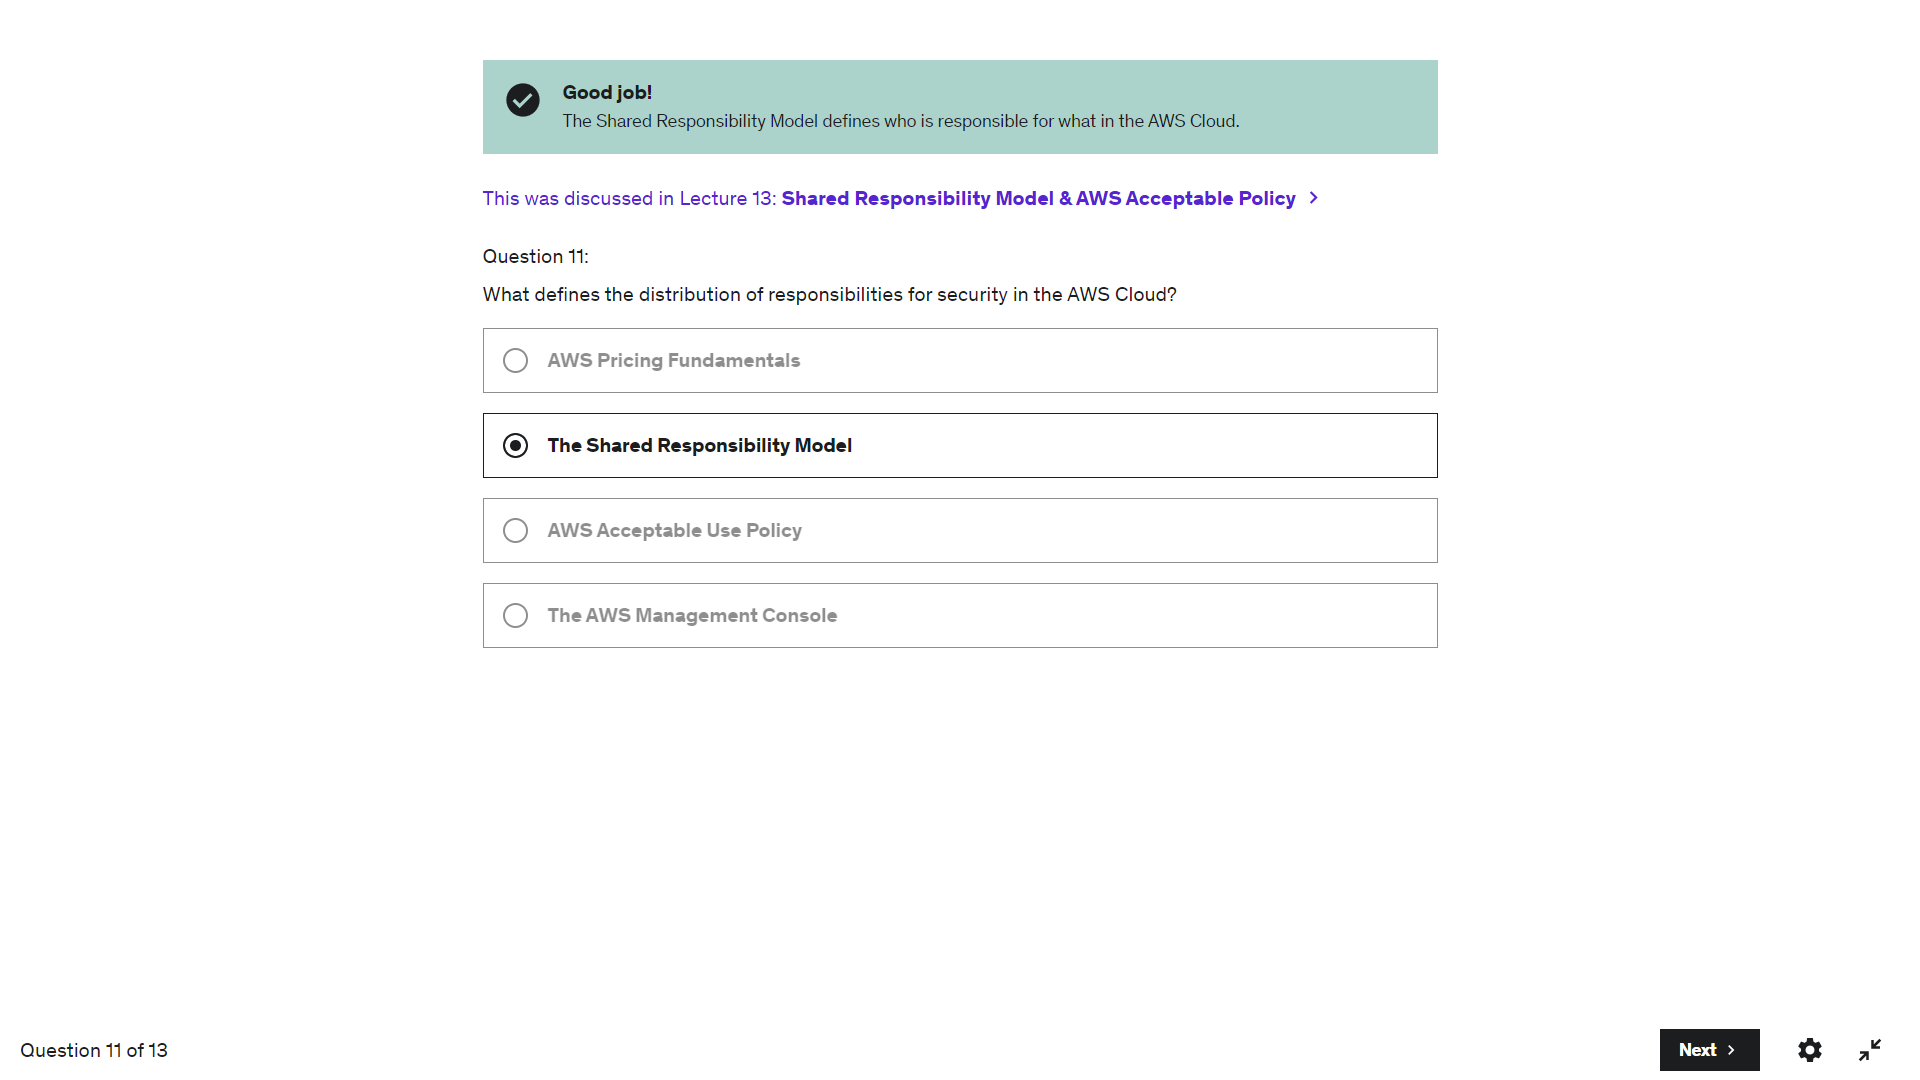 Good job!
The Shared Responsibility Model defines who is responsible for what in the AWS Cloud.
This was discussed in Lecture 13: Shared Responsibility Model & AWS Acceptable Policy
Question 11:
What defines the distribution of responsibilities for security in the AWS Cloud?
AWS Pricing Fundamentals
The Shared Responsibility Model
AWS Acceptable Use Policy
The AWS Management Console
Question 11 of 13
Next